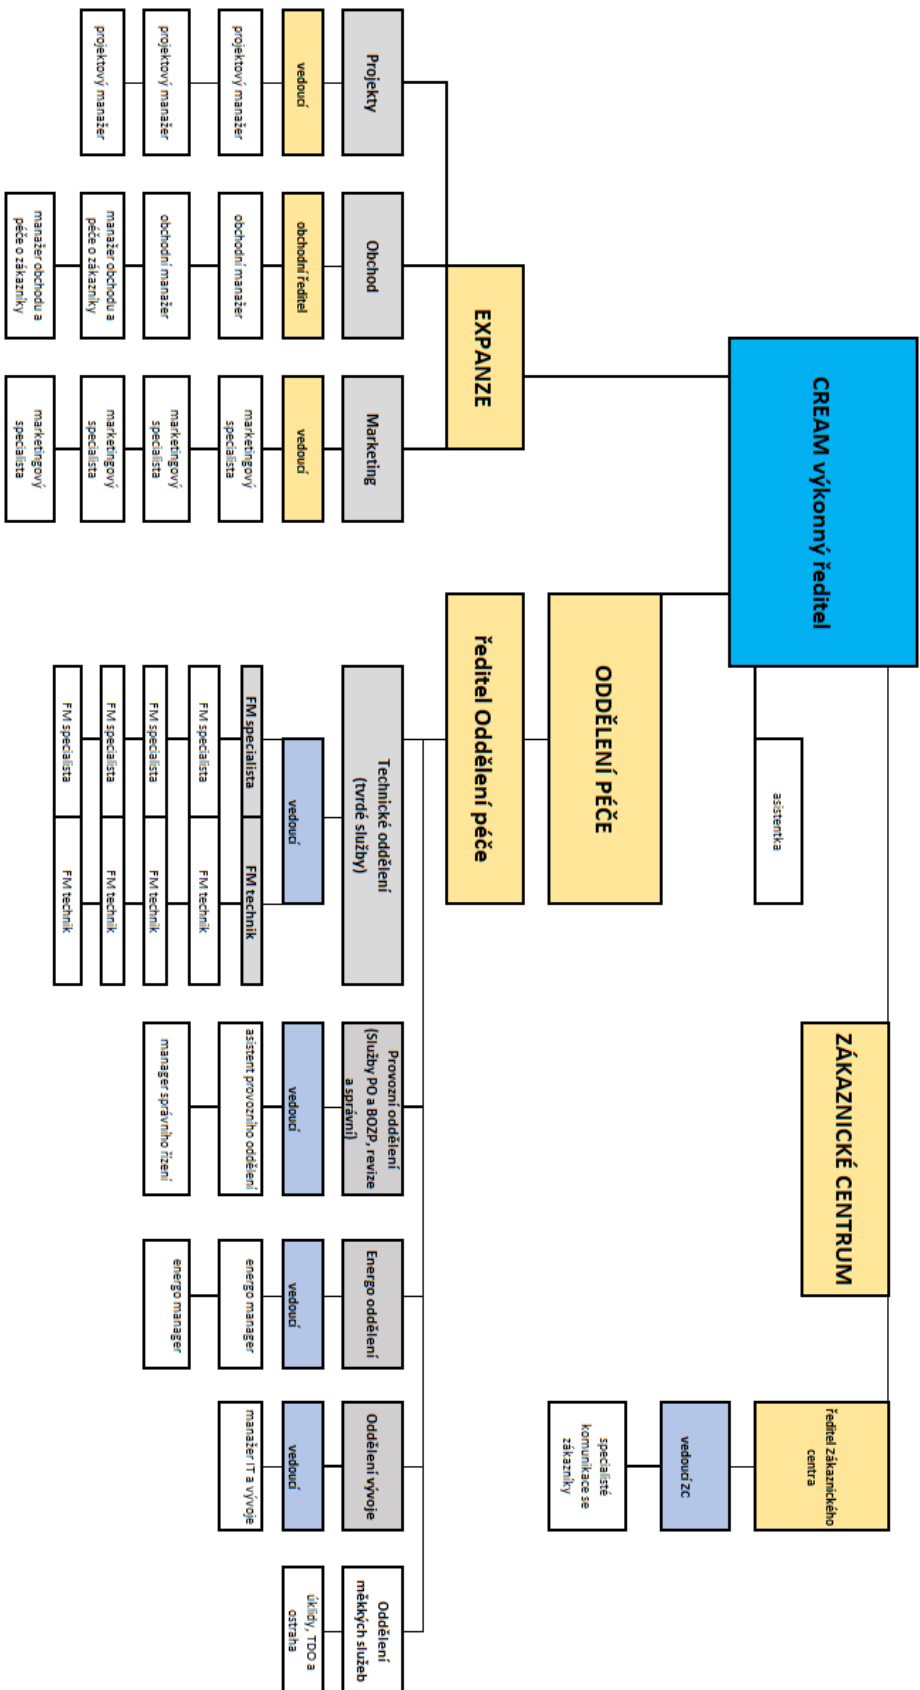 CREAM výkonný ředitel
asistentka
ZÁKAZNICKÉ CENTRUM
ředitel Zákaznického
centra
vedoucí ZC
specialisté
komunikace se
zákazníky
EXPANZE
Projekty
vedoucí
projektový manažer
projektový manažer
projektový manažer
Obchod
obchodní ředitel
obchodní manažer
obchodní manažer
manažer obchodu a
péče o zákazníky
manažer obchodu a
péče o zákazníky
Marketing
vedoucí
marketingový
specialista
marketingový
specialista
marketingový
specialista
marketingový
specialista
ODDĚLENÍ PÉČE
ředitel Oddělení péče
Technické oddělení
(tvrdé služby)
vedoucí
FM specialista
FM technik
FM specialista
FM technik
FM specialista
FM technik
FM specialista
FM technik
FM specialista
FM technik
Provozní oddělení
(Služby PO a BOZP, revize
a správní)
vedoucí
asistent provozního oddělení
manager správního řízení
Energo oddělení
vedoucí
energo manager
energo manager
Oddělení vývoje
vedoucí
manažer IT a vývoje
Oddělení
měkkých služeb
úklidy, TDO a
ostraha